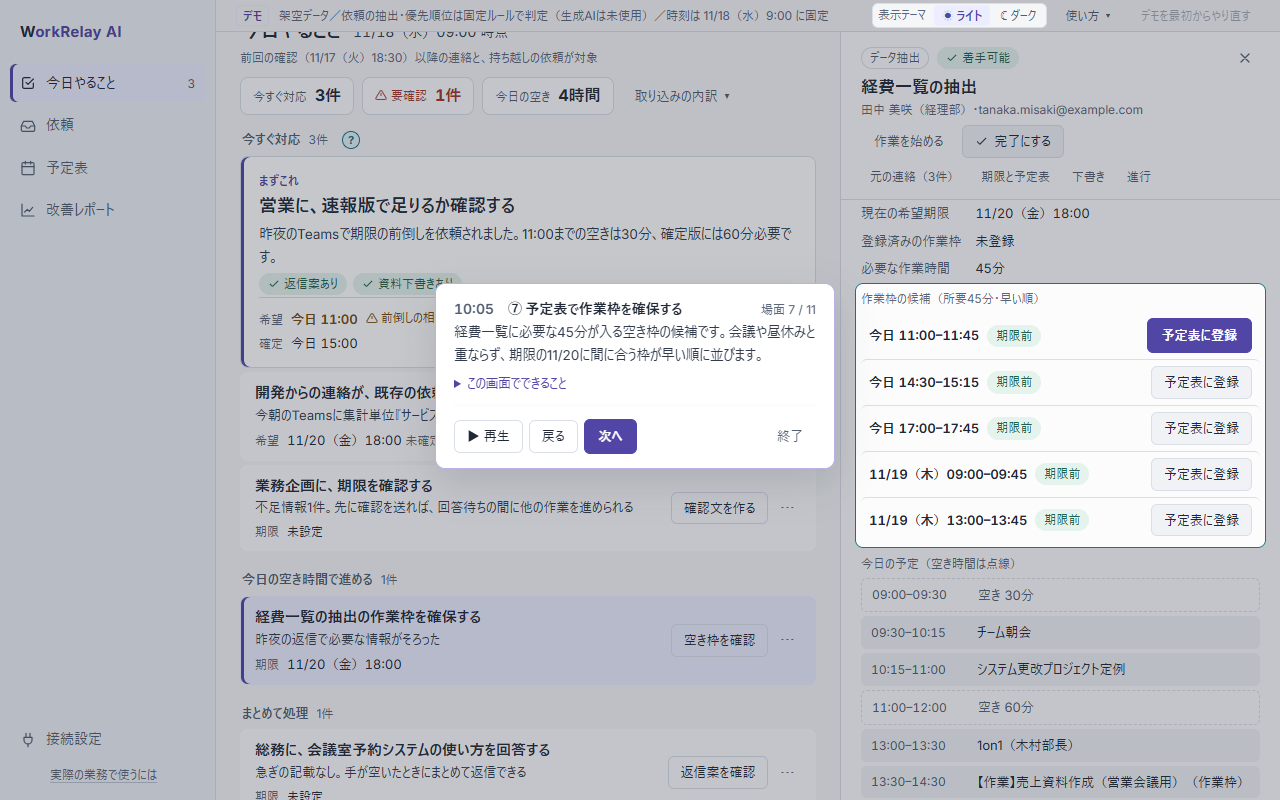 WorkRelay AI
今日やること 3
依頼
予定表
改善レポート
接続設定
実際の業務で使うには
デモ 架空データ／依頼の抽出・優先順位は固定ルールで判定（生成AIは未使用）／時刻は 11/18（水）9:00 に固定
表示テーマ ライト ダーク 使い方 ▾ デモを最初からやり直す
今日やること 11/18（水）09:00 時点
前回の確認（11/17（火）18:30）以降の連絡と、持ち越しの依頼が対象
今すぐ対応 3件
要確認 1件
今日の空き 4時間
取り込みの内訳 ▾
今すぐ対応 3件 ?
まずこれ
営業に、速報版で足りるか確認する
昨夜のTeamsで期限の前倒しを依頼されました。11:00までの空きは30分、確定版には60分必要で
す。
返信案あり 資料下書きあり
希望 今日 11:00 前倒しの相
確定 今日 15:00
開発からの連絡が、既存の依
今朝のTeamsに集計単位『サービ
希望 11/20（金）18:00 未確定
業務企画に、期限を確認する
不足情報1件。先に確認を送れば、回答待ちの間に他の作業を進められる
期限 未設定
確認文を作る ...
今日の空き時間で進める 1件
経費一覧の抽出の作業枠を確保する
昨夜の返信で必要な情報がそろった
期限 11/20（金）18:00
空き枠を確認 ...
まとめて処理 1件
総務に、会議室予約システムの使い方を回答する
急ぎの記載なし。手が空いたときにまとめて返信できる
期限 未設定
返信案を確認 ...
10:05 ⑦ 予定表で作業枠を確保する 場面 7 / 11
経費一覧に必要な45分が入る空き枠の候補です。会議や昼休みと
重ならず、期限の11/20に間に合う枠が早い順に並びます。
▶ この画面でできること
▶ 再生 戻る 次へ 終了
データ抽出 着手可能
経費一覧の抽出
田中 美咲（経理部）・tanaka.misaki@example.com
作業を始める 完了にする
元の連絡（3件） 期限と予定表 下書き 進行
現在の希望期限 11/20（金）18:00
登録済みの作業枠 未登録
必要な作業時間 45分
作業枠の候補（所要45分・早い順）
今日 11:00–11:45 期限前 予定表に登録
今日 14:30–15:15 期限前 予定表に登録
今日 17:00–17:45 期限前 予定表に登録
11/19（木）09:00–09:45 期限前 予定表に登録
11/19（木）13:00–13:45 期限前 予定表に登録
今日の予定（空き時間は点線）
09:00–09:30 空き 30分
09:30–10:15 チーム朝会
10:15–11:00 システム更改プロジェクト定例
11:00–12:00 空き 60分
13:00–13:30 1on1（木村部長）
13:30–14:30 【作業】売上資料作成（営業会議用）（作業枠）